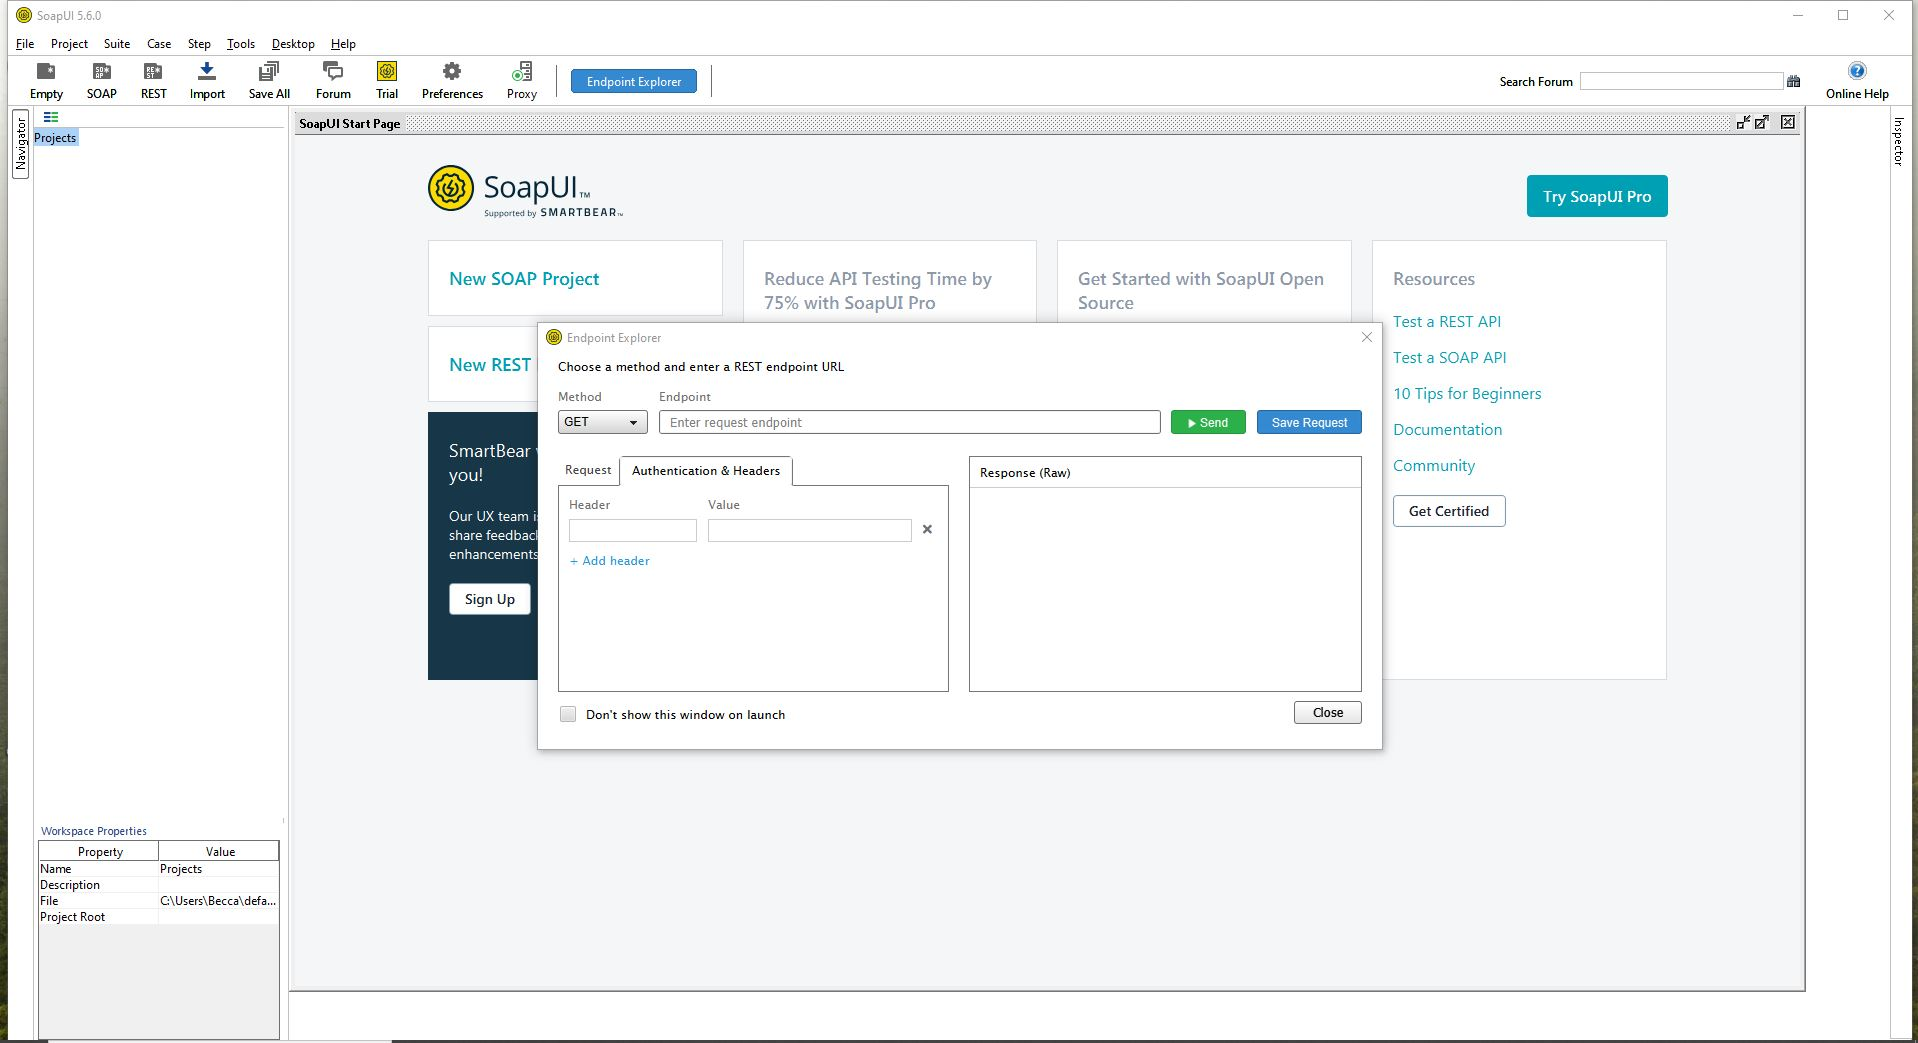 SoapUI 5.6.0
File Project Suite Case Step Tools Desktop Help
Empty SOAP REST Import Save All Forum Trial Preferences Proxy Endpoint Explorer Search Forum Online Help
Navigator
Projects
SoapUI Start Page
Inspector
SoapUI™
Supported by SMARTBEAR™
Try SoapUI Pro
New SOAP Project
New REST
SmartBear
you!
Our UX team
share feedback
enhancements
Sign Up
Reduce API Testing Time by
75% with SoapUI Pro
Get Started with SoapUI Open
Source
Resources
Test a REST API
Test a SOAP API
10 Tips for Beginners
Documentation
Community
Get Certified
Endpoint Explorer
Choose a method and enter a REST endpoint URL
Method Endpoint
GET Enter request endpoint Send Save Request
Request Authentication & Headers
Header Value
+ Add header
Response (Raw)
Don't show this window on launch
Close
Workspace Properties
Property Value
Name Projects
Description
File C:\Users\Becca\defa...
Project Root